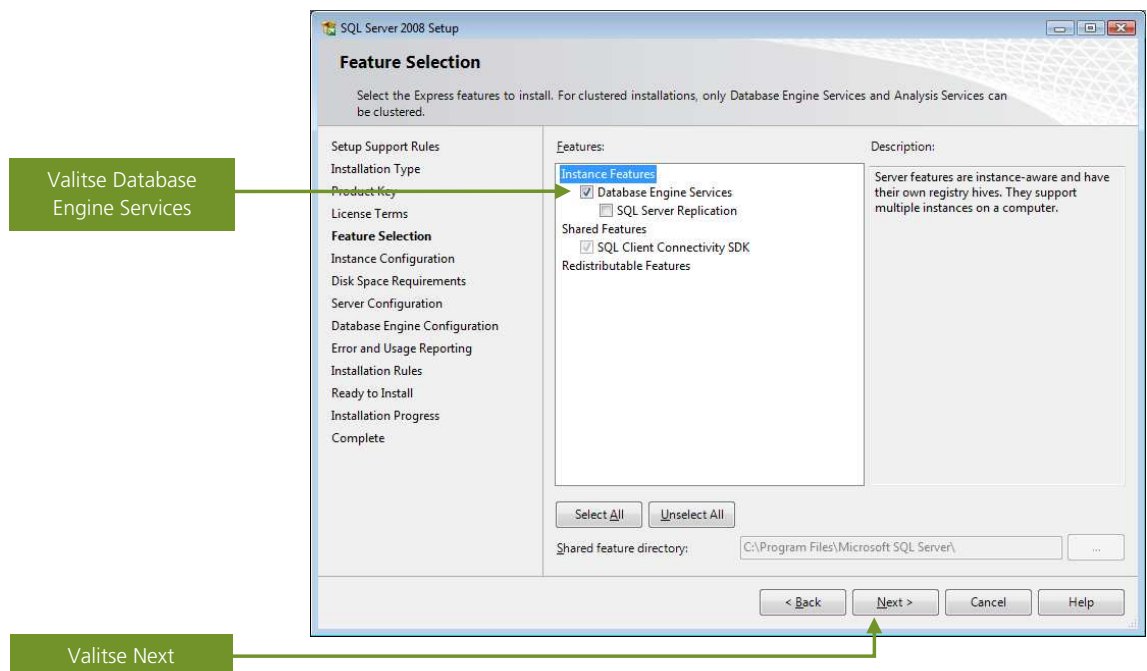 SQL Server 2008 Setup
Feature Selection
Select the Express features to install. For clustered installations, only Database Engine Services and Analysis Services can
be clustered.
Setup Support Rules
Installation Type
Product Key
License Terms
Feature Selection
Instance Configuration
Disk Space Requirements
Server Configuration
Database Engine Configuration
Error and Usage Reporting
Installation Rules
Ready to Install
Installation Progress
Complete
Valitse Database
Engine Services
Features:
Instance Features
Database Engine Services
SQL Server Replication
Shared Features
SQL Client Connectivity SDK
Redistributable Features
Description:
Server features are instance-aware and have
their own registry hives. They support
multiple instances on a computer.
Select All
Unselect All
Shared feature directory:
C:\Program Files\Microsoft SQL Server\
...
< Back
Next >
Cancel
Help
Valitse Next